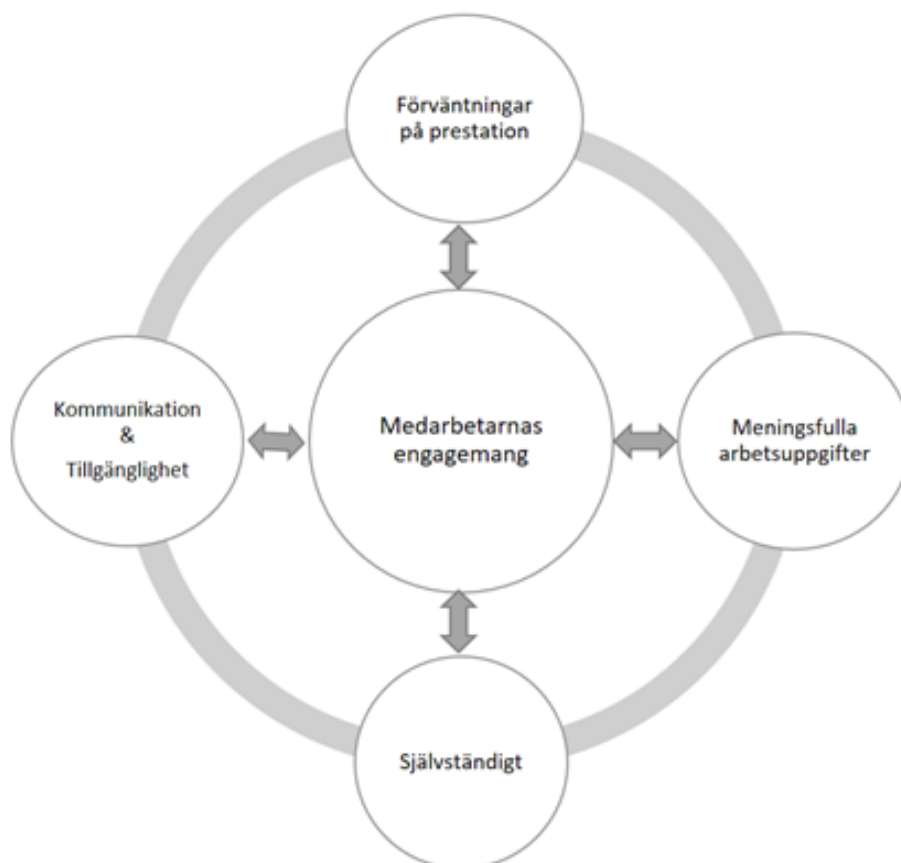 Förväntningar
på prestation
Kommunikation
&
Tillgänglighet
Medarbetarnas
engagemang
Meningsfulla
arbetsuppgifter
Självständigt